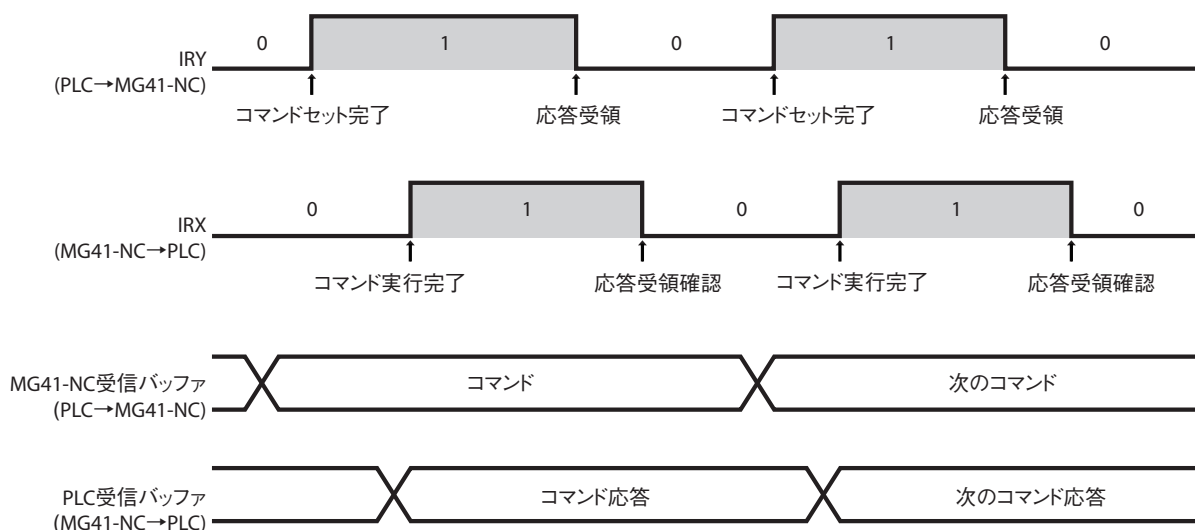 0 1 0 1 0
IRY
(PLC→MG41-NC)
コマンドセット完了 応答受領 コマンドセット完了 応答受領
0 1 0 1 0
IRX
(MG41-NC→PLC)
コマンド実行完了 応答受領確認 コマンド実行完了 応答受領確認
MG41-NC受信バッファ コマンド 次のコマンド
(PLC→MG41-NC)
PLC受信バッファ コマンド応答 次のコマンド応答
(MG41-NC→PLC)